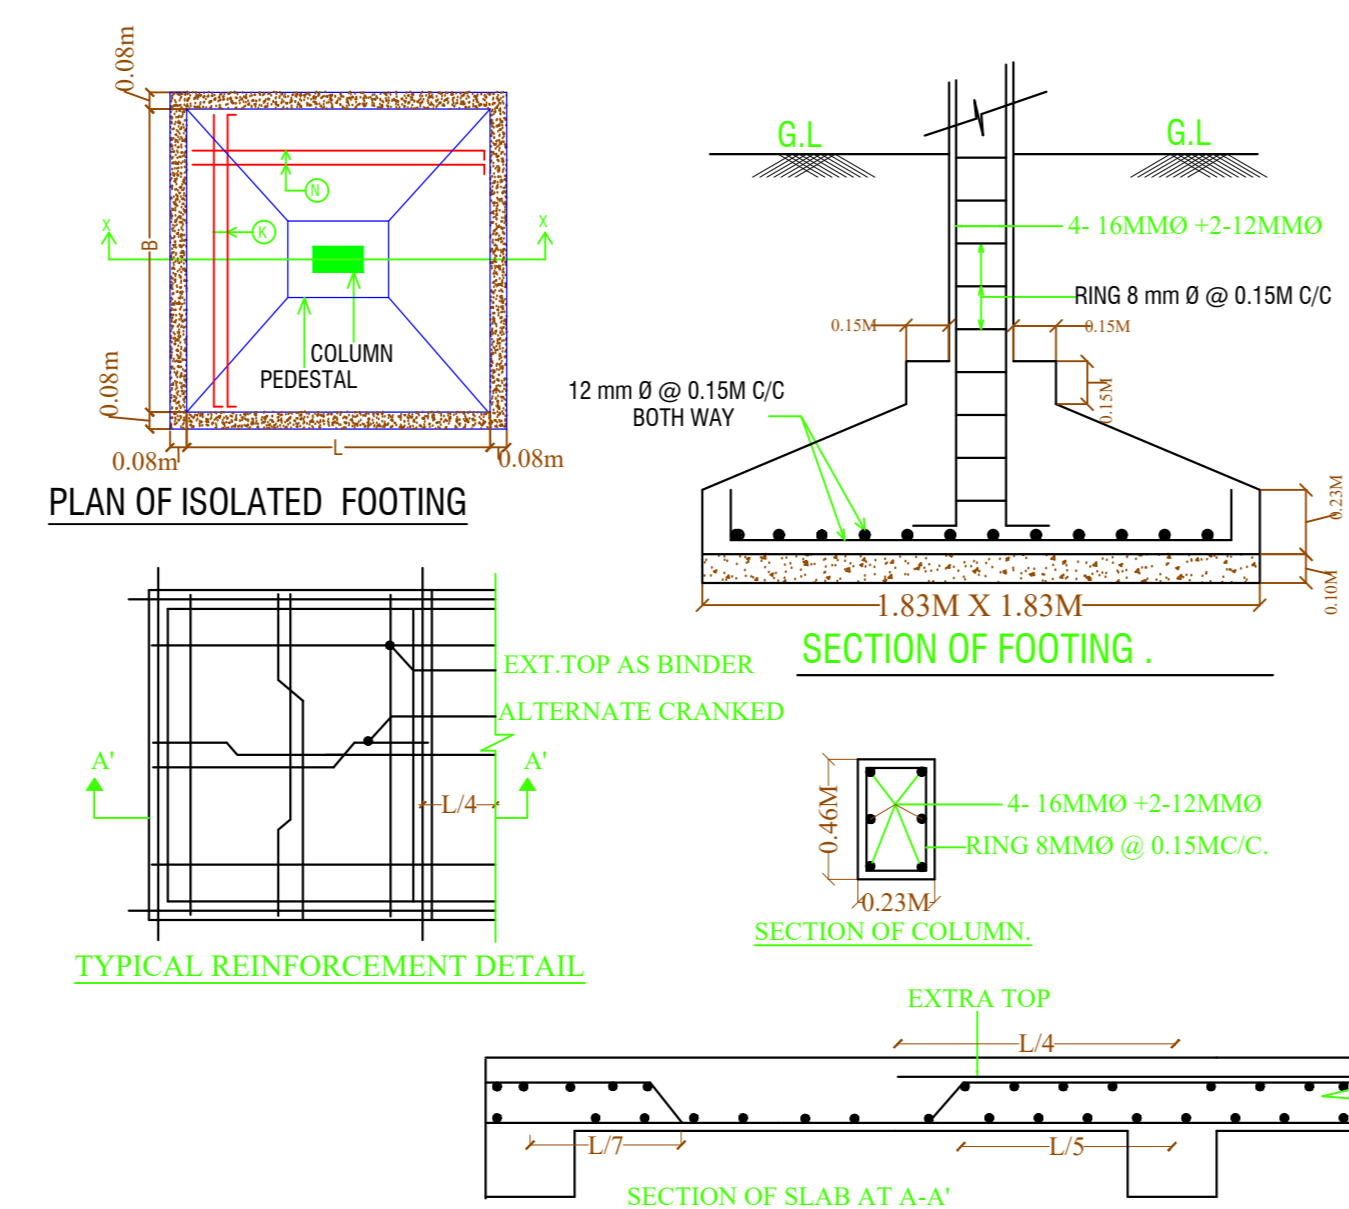 0.08m
B
0.08m
0.08m
L
0.08m
X
X
N
K
COLUMN
PEDESTAL
PLAN OF ISOLATED FOOTING
G.L
G.L
4- 16MMØ +2-12MMØ
RING 8 mm Ø @ 0.15M C/C
0.15M
0.15M
0.15M
12 mm Ø @ 0.15M C/C
BOTH WAY
0.23M
0.10M
1.83M X 1.83M
SECTION OF FOOTING .
EXT.TOP AS BINDER
ALTERNATE CRANKED
A'
A'
L/4
TYPICAL REINFORCEMENT DETAIL
0.46M
4- 16MMØ +2-12MMØ
RING 8MMØ @ 0.15MC/C.
0.23M
SECTION OF COLUMN.
EXTRA TOP
L/4
L/7
L/5
SECTION OF SLAB AT A-A'